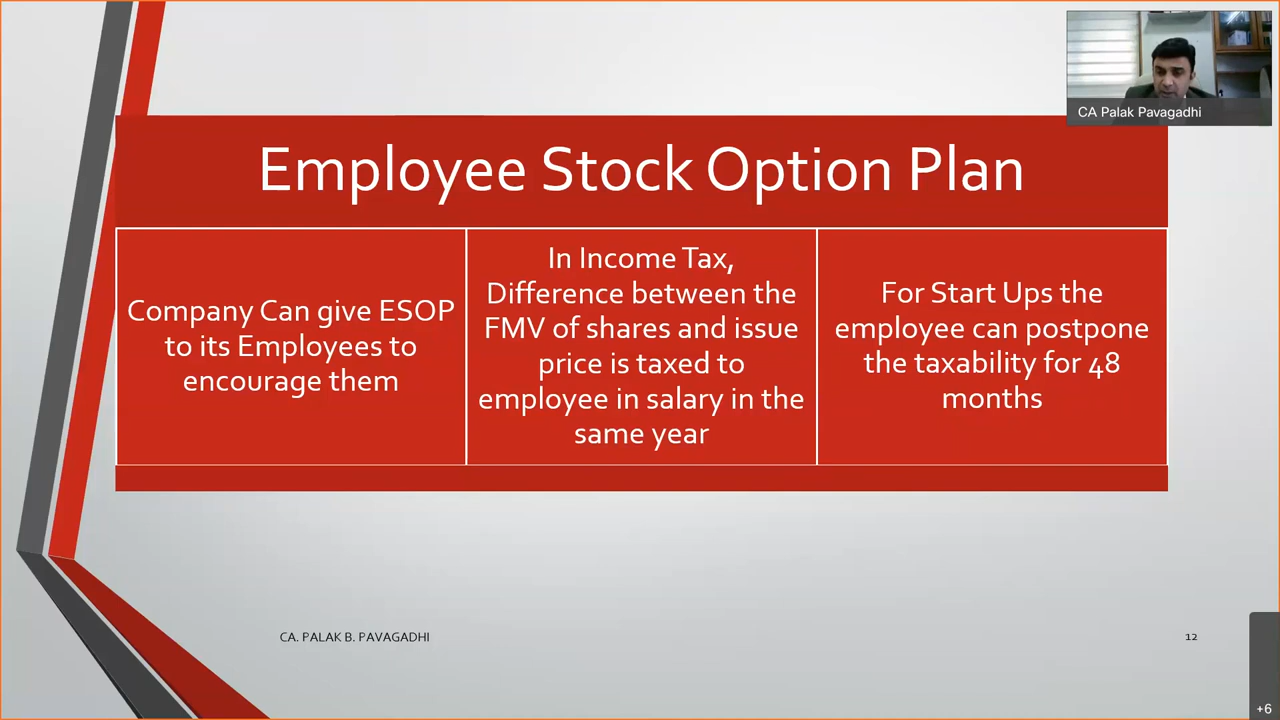 CA Palak Pavagadhi
Employee Stock Option Plan
Company Can give ESOP
to its Employees to
encourage them
In Income Tax,
Difference between the
FMV of shares and issue
price is taxed to
employee in salary in the
same year
For Start Ups the
employee can postpone
the taxability for 48
months
CA. PALAK B. PAVAGADHI
12
+6